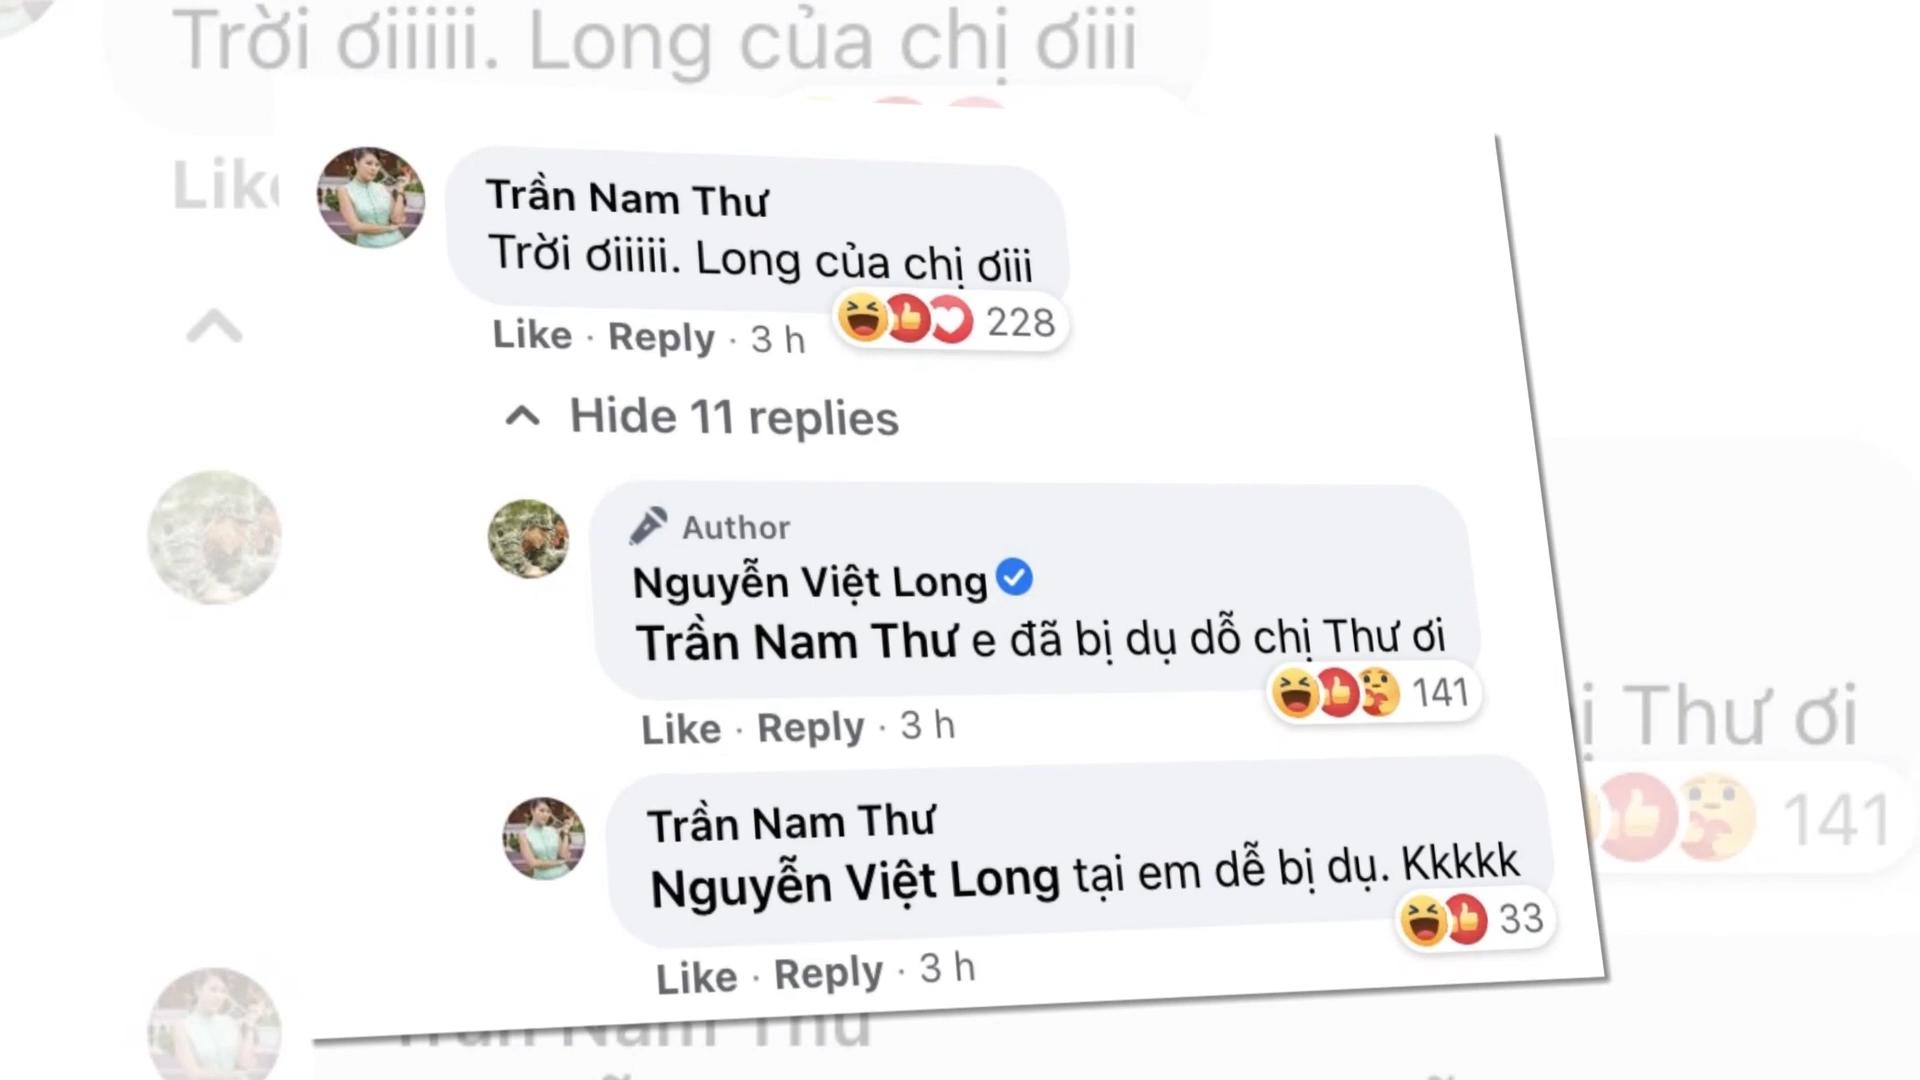 Trời ơiiiii. Long của chị ơiii
Like
Trần Nam Thư
Trời ơiiiii. Long của chị ơiii
Like · Reply · 3 h
228
Hide 11 replies
Author
Nguyễn Việt Long
Trần Nam Thư e đã bị dụ dỗ chị Thư ơi
141
Like · Reply · 3 h
Thư ơi
141
Trần Nam Thư
Nguyễn Việt Long tại em dễ bị dụ. Kkkkk
33
Like · Reply · 3 h
Trần Nam Thư